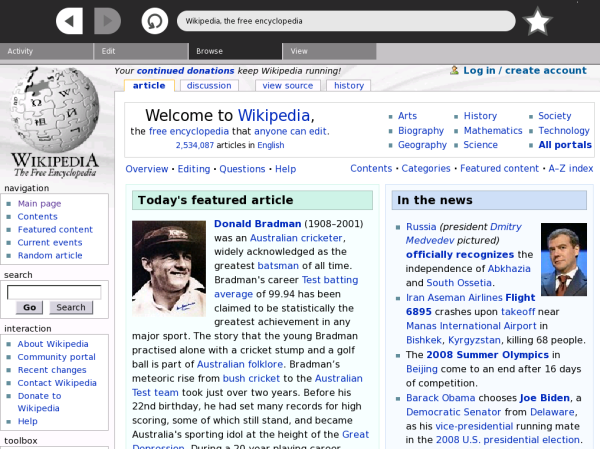 Wikipedia, the free encyclopedia
Activity
Edit
Browse
View
Your continued donations keep Wikipedia running!
Log in / create account
article
discussion
view source
history
WIKIPEDIA
The Free Encyclopedia
navigation
Main page
Contents
Featured content
Current events
Random article
search
Go
Search
interaction
About Wikipedia
Community portal
Recent changes
Contact Wikipedia
Donate to
Wikipedia
Help
toolbox
Welcome to Wikipedia,
the free encyclopedia that anyone can edit.
2,534,087 articles in English
Arts
Biography
Geography
History
Mathematics
Science
Society
Technology
All portals
Overview · Editing · Questions · Help
Contents · Categories · Featured content · A–Z index
Today's featured article
Donald Bradman (1908–2001)
was an Australian cricketer,
widely acknowledged as the
greatest batsman of all time.
Bradman's career Test batting
average of 99.94 has been
claimed to be statistically the
greatest achievement in any
major sport. The story that the young Bradman
practised alone with a cricket stump and a golf
ball is part of Australian folklore. Bradman's
meteoric rise from bush cricket to the Australian
Test team took just over two years. Before his
22nd birthday, he had set many records for high
scoring, some of which still stand, and became
Australia's sporting idol at the height of the Great
Depression. During a 20-year playing career,
In the news
Russia (president Dmitry
Medvedev pictured)
officially recognizes the
independence of Abkhazia
and South Ossetia.
Iran Aseman Airlines Flight
6895 crashes upon takeoff near
Manas International Airport in
Bishkek, Kyrgyzstan, killing 68 people.
The 2008 Summer Olympics in
Beijing come to an end after 16 days
of competition.
Barack Obama chooses Joe Biden, a
Democratic Senator from Delaware,
as his vice-presidential running mate
in the 2008 U.S. presidential election.